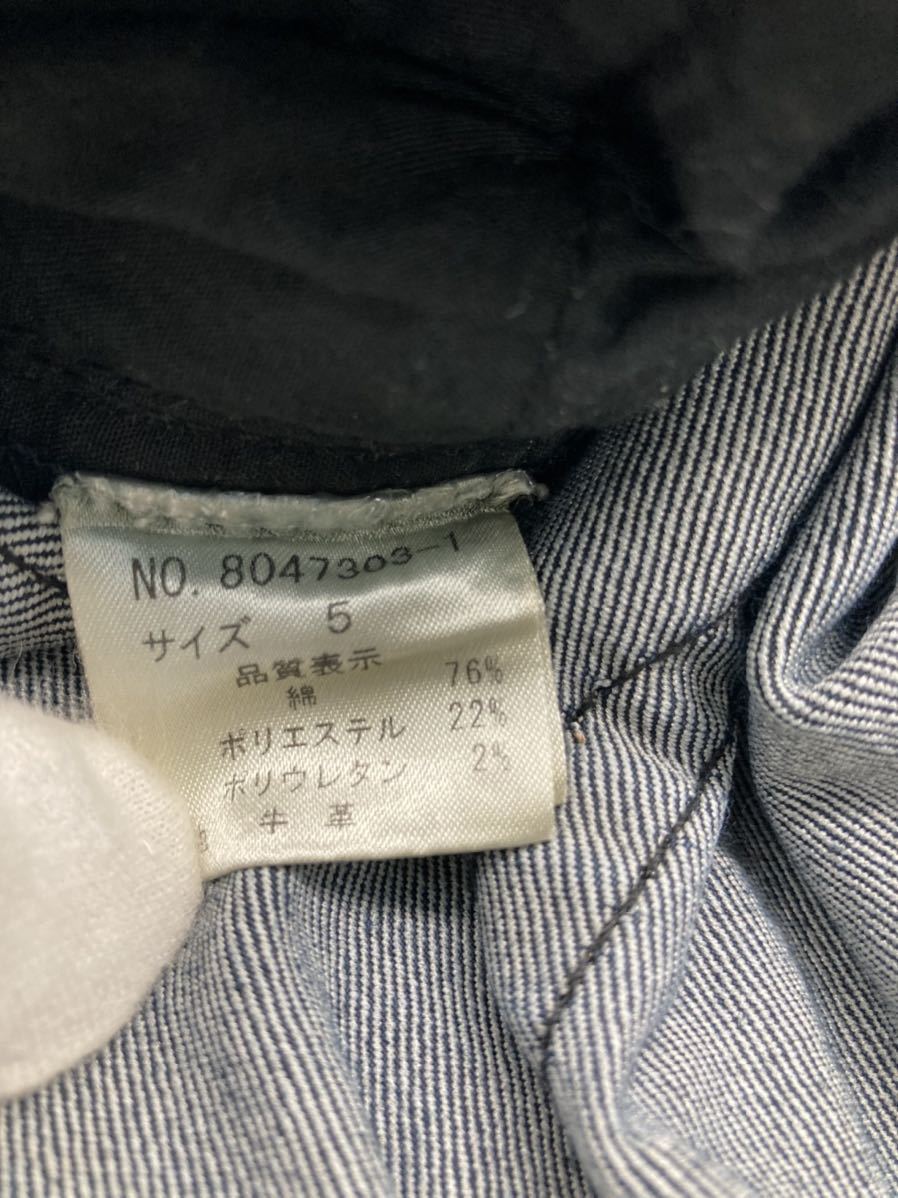 NO. 8047303-1
サイズ 5
品質表示
綿 76%
ポリエステル 22%
ポリウレタン 2%
牛革